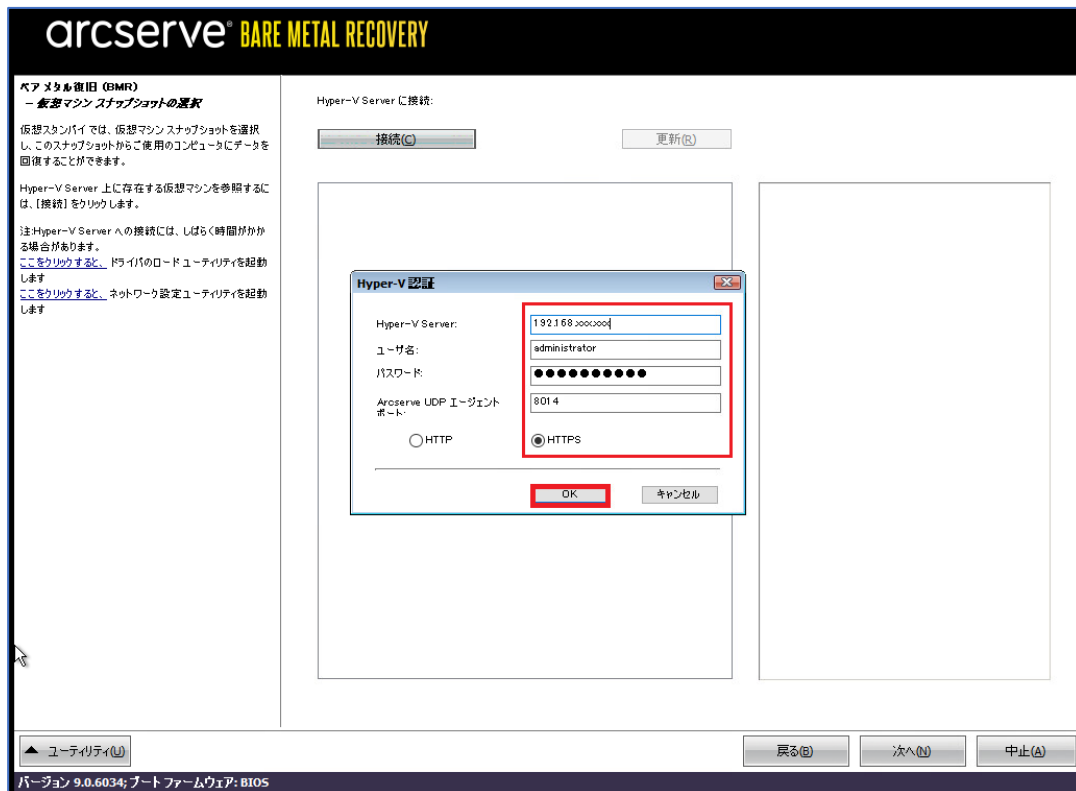 arcserve® BARE METAL RECOVERY
ベア メタル復旧 (BMR)
- 仮想マシン スナップショットの選択
仮想スタンバイ では、仮想マシン スナップショットを選択
し、このスナップショットからご使用のコンピュータにデータを
回復することができます。
Hyper-V Server 上に存在する仮想マシンを参照するに
は、[接続] をクリックします。
注:Hyper-V Server への接続には、しばらく時間がかか
る場合があります。
ここをクリックすると、 ドライバのロード ユーティリティを起動
します
ここをクリックすると、 ネットワーク設定ユーティリティを起動
します
Hyper-V Server に接続:
接続(C)
更新(R)
Hyper-V 認証
Hyper-V Server:
192.168.xxx.xxx
ユーザ名:
administrator
パスワード:
●●●●●●●●●●
Arcserve UDP エージェント
ポート:
8014
HTTP
HTTPS
OK
キャンセル
▲ ユーティリティ(U)
戻る(B)
次へ(N)
中止(A)
バージョン 9.0.6034; ブート ファームウェア: BIOS